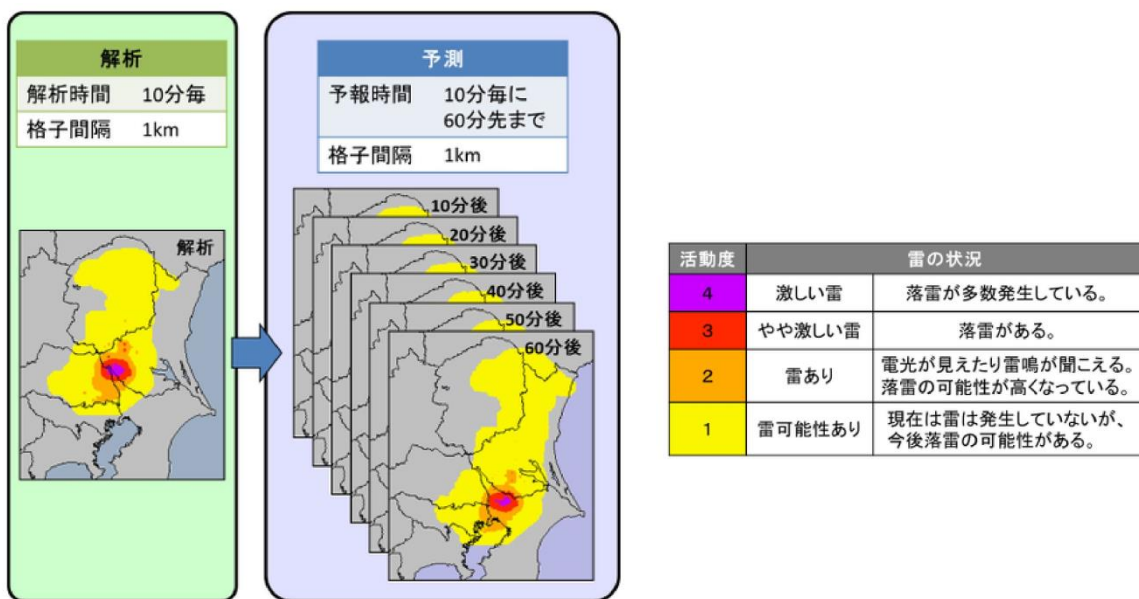 解析
解析時間 10分毎
格子間隔 1km
解析
予測
予報時間 10分毎に
60分先まで
格子間隔 1km
10分後
20分後
30分後
40分後
50分後
60分後
活動度 雷の状況
4 激しい雷 落雷が多数発生している。
3 やや激しい雷 落雷がある。
2 雷あり 電光が見えたり雷鳴が聞こえる。
落雷の可能性が高くなっている。
1 雷可能性あり 現在は雷は発生していないが、
今後落雷の可能性がある。